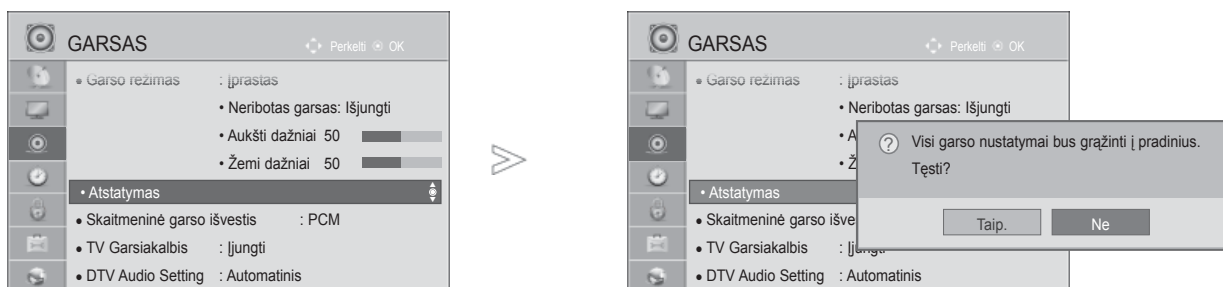 GARSAS
Perkelti OK
• Garso režimas : Įprastas
• Neribotas garsas: Išjungti
• Aukšti dažniai 50
• Žemi dažniai 50
• Atstatymas
• Skaitmeninė garso išvestis : PCM
• TV Garsiakalbis : Įjungti
• DTV Audio Setting : Automatinis
GARSAS
Perkelti OK
• Garso režimas : Įprastas
• Neribotas garsas: Išjungti
• A
• Ž
• Atstatymas
• Skaitmeninė garso išve
• TV Garsiakalbis : Įjungti
• DTV Audio Setting : Automatinis
? Visi garso nustatymai bus grąžinti į pradinius.
Tęsti?
Taip. Ne